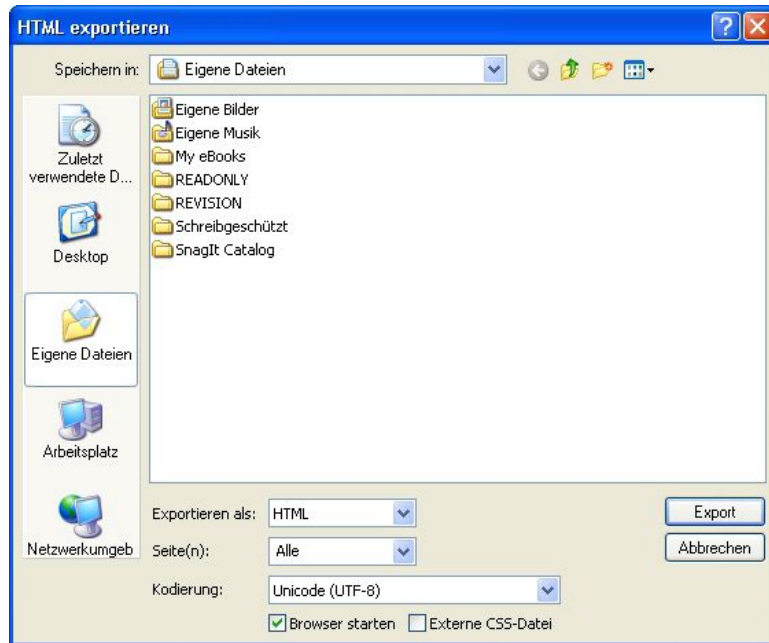 HTML exportieren
Speichern in: Eigene Dateien
Zuletzt
verwendete D...
Desktop
Eigene Dateien
Arbeitsplatz
Netzwerkumgeb
Eigene Bilder
Eigene Musik
My eBooks
READONLY
REVISION
Schreibgeschützt
SnagIt Catalog
Exportieren als: HTML Export
Seite(n): Alle Abbrechen
Kodierung: Unicode (UTF-8)
Browser starten Externe CSS-Datei